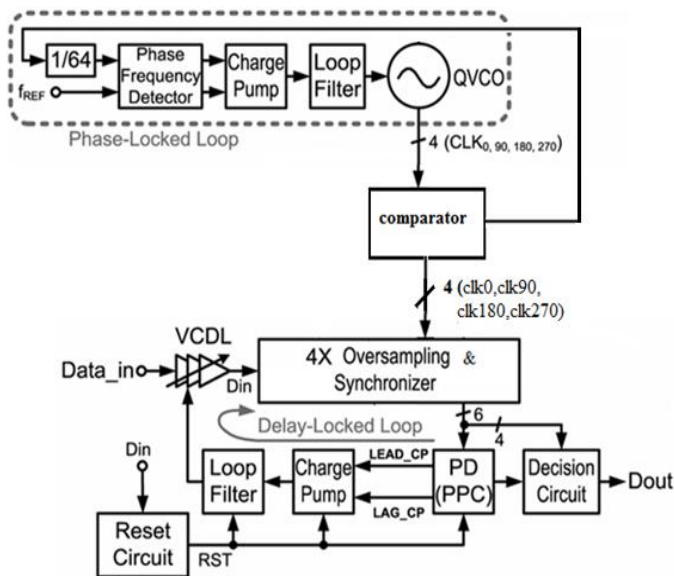 1/64
fREF
Phase
Frequency
Detector
Charge
Pump
Loop
Filter
QVCO
Phase-Locked Loop
4 (CLK0, 90, 180, 270)
comparator
4 (clk0,clk90,
clk180,clk270)
VCDL
Data_in
Din
4X Oversampling &
Synchronizer
6
4
Delay-Locked Loop
Din
Loop
Filter
Charge
Pump
LEAD_CP
LAG_CP
PD
(PPC)
Decision
Circuit
Dout
Reset
Circuit
RST